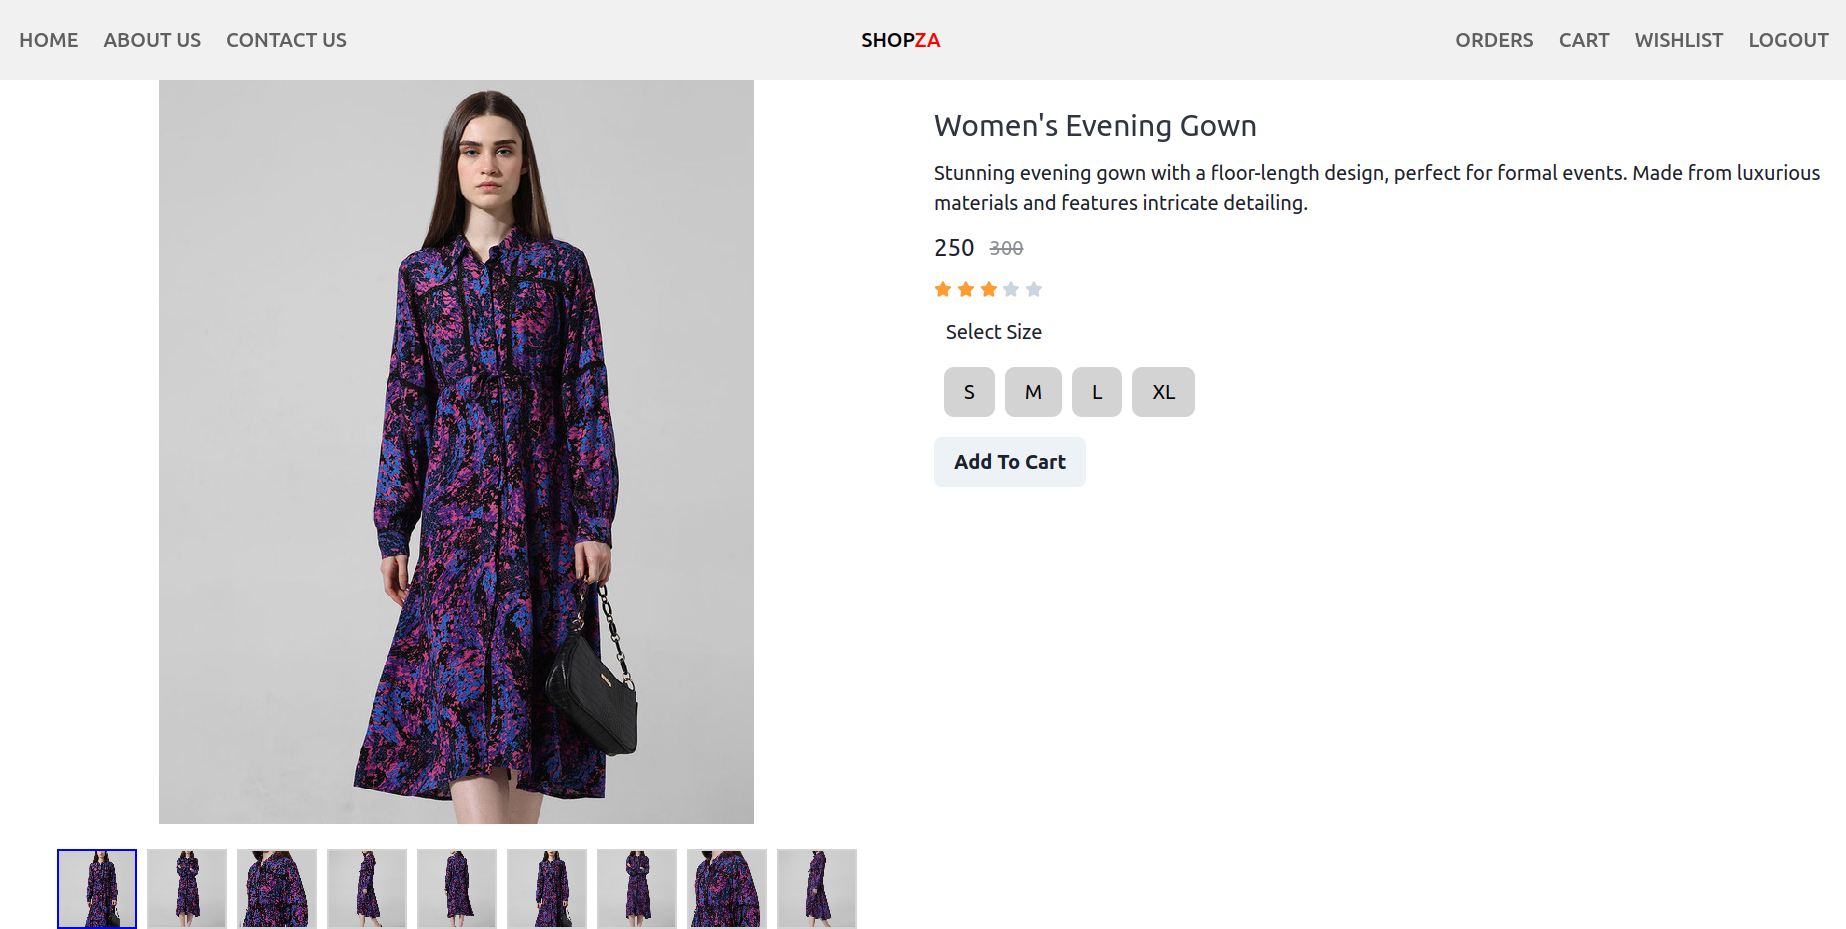 HOME ABOUT US CONTACT US SHOPZA ORDERS CART WISHLIST LOGOUT
Women's Evening Gown
Stunning evening gown with a floor-length design, perfect for formal events. Made from luxurious
materials and features intricate detailing.
250 300
Select Size
S M L XL
Add To Cart